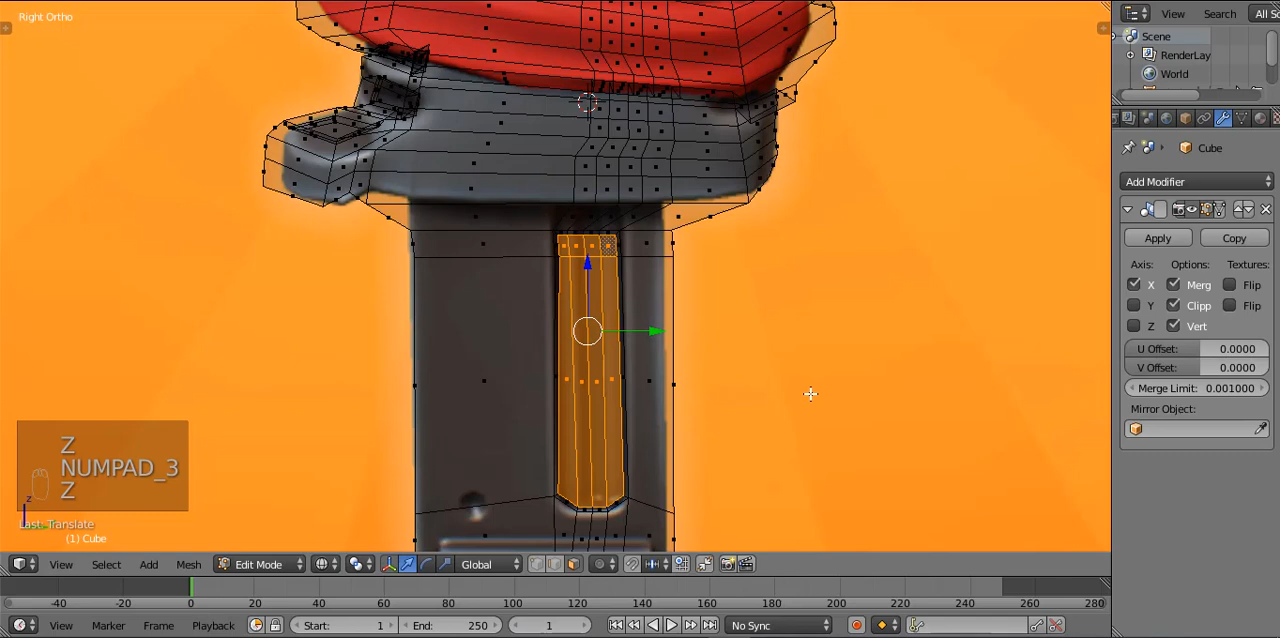 Right Ortho
View Search All Sc
Scene
RenderLay
World
Cube
Add Modifier
Apply Copy
Axis: Options: Textures:
X Merg Flip
Y Clipp Flip
Z Vert
U Offset: 0.0000
V Offset: 0.0000
Merge Limit: 0.001000
Mirror Object:
Z
NUMPAD_3
Z
z
Last: Translate
(1) Cube
View Select Add Mesh Edit Mode Global
-40 -20 0 20 40 60 80 100 120 140 160 180 200 220 240 260 280
View Marker Frame Playback Start: 1 End: 250 1 No Sync